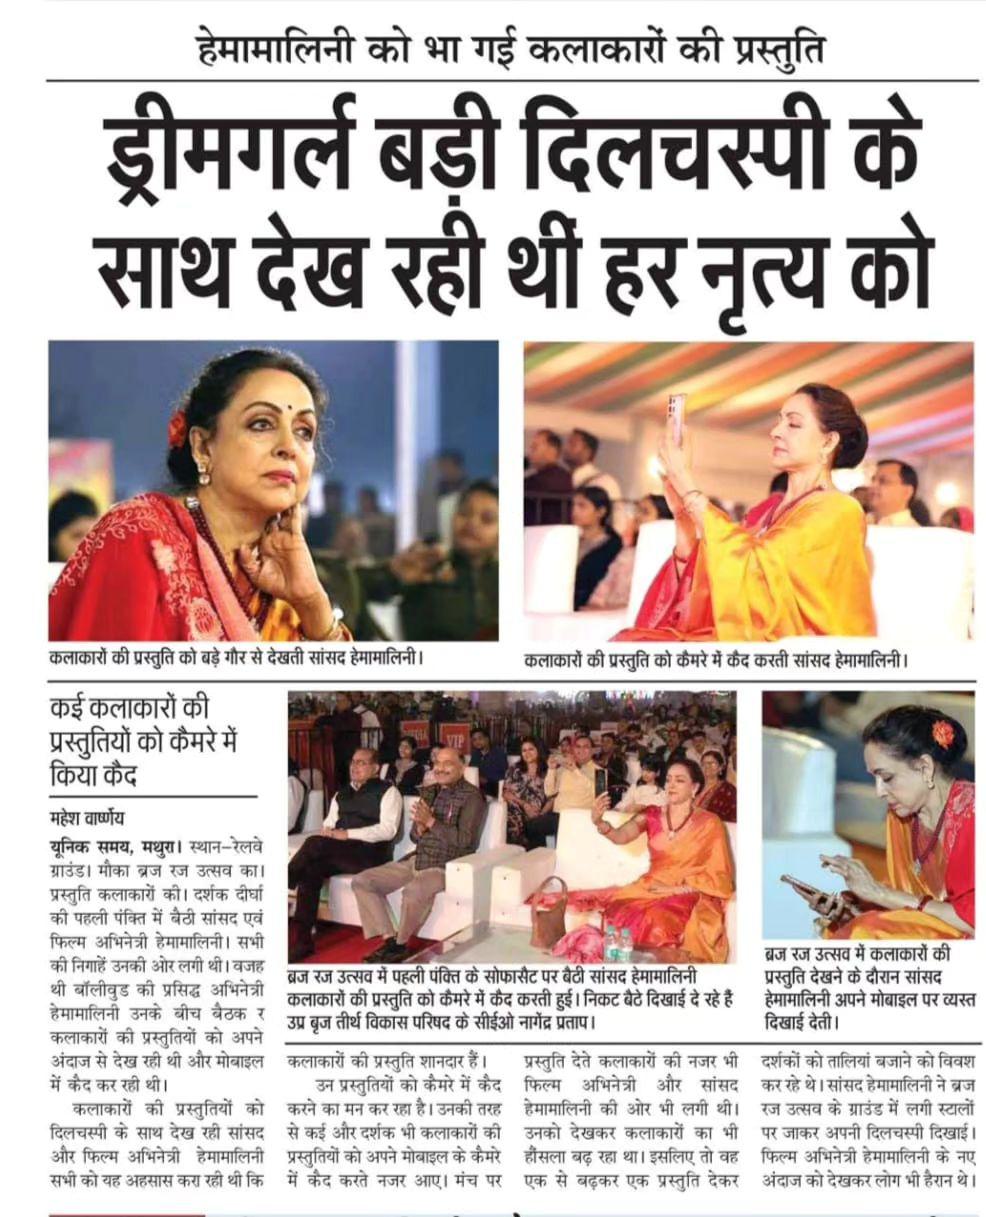 हेमामालिनी को भा गई कलाकारों की प्रस्तुति
ड्रीमगर्ल बड़ी दिलचस्पी के
साथ देख रही थीं हर नृत्य को
कलाकारों की प्रस्तुति को बड़े गौर से देखती सांसद हेमामालिनी।
कलाकारों की प्रस्तुति को कैमरे में कैद करती सांसद हेमामालिनी।
कई कलाकारों की
प्रस्तुतियों को कैमरे में
किया कैद
महेश वार्ष्णेय
यूनिक समय, मथुरा। स्थान–रेलवे
ग्राउंड। मौका ब्रज रज उत्सव का।
प्रस्तुति कलाकारों की। दर्शक दीर्घा
की पहली पंक्ति में बैठी सांसद एवं
फिल्म अभिनेत्री हेमामालिनी। सभी
की निगाहें उनकी ओर लगी थी। वजह
थी बॉलीवुड की प्रसिद्ध अभिनेत्री
हेमामालिनी उनके बीच बैठक र
कलाकारों की प्रस्तुतियों को अपने
अंदाज से देख रही थी और मोबाइल
में कैद कर रही थी।
कलाकारों की प्रस्तुतियों को
दिलचस्पी के साथ देख रही सांसद
और फिल्म अभिनेत्री हेमामालिनी
सभी को यह अहसास करा रही थी कि
VIP
ब्रज रज उत्सव में पहली पंक्ति के सोफासैट पर बैठी सांसद हेमामालिनी
कलाकारों की प्रस्तुति को कैमरे में कैद करती हुई। निकट बैठे दिखाई दे रहे हैं
उप्र बृज तीर्थ विकास परिषद के सीईओ नागेंद्र प्रताप।
ब्रज रज उत्सव में कलाकारों की
प्रस्तुति देखने के दौरान सांसद
हेमामालिनी अपने मोबाइल पर व्यस्त
दिखाई देती।
कलाकारों की प्रस्तुति शानदार हैं।
उन प्रस्तुतियों को कैमरे में कैद
करने का मन कर रहा है। उनकी तरह
से कई और दर्शक भी कलाकारों की
प्रस्तुतियों को अपने मोबाइल के कैमरे
में कैद करते नजर आए। मंच पर
प्रस्तुति देते कलाकारों की नजर भी
फिल्म अभिनेत्री और सांसद
हेमामालिनी की ओर भी लगी थी।
उनको देखकर कलाकारों का भी
हौंसला बढ़ रहा था। इसलिए तो वह
एक से बढ़कर एक प्रस्तुति देकर
दर्शकों को तालियां बजाने को विवश
कर रहे थे। सांसद हेमामालिनी ने ब्रज
रज उत्सव के ग्राउंड में लगी स्टालों
पर जाकर अपनी दिलचस्पी दिखाई।
फिल्म अभिनेत्री हेमामालिनी के नए
अंदाज को देखकर लोग भी हैरान थे।